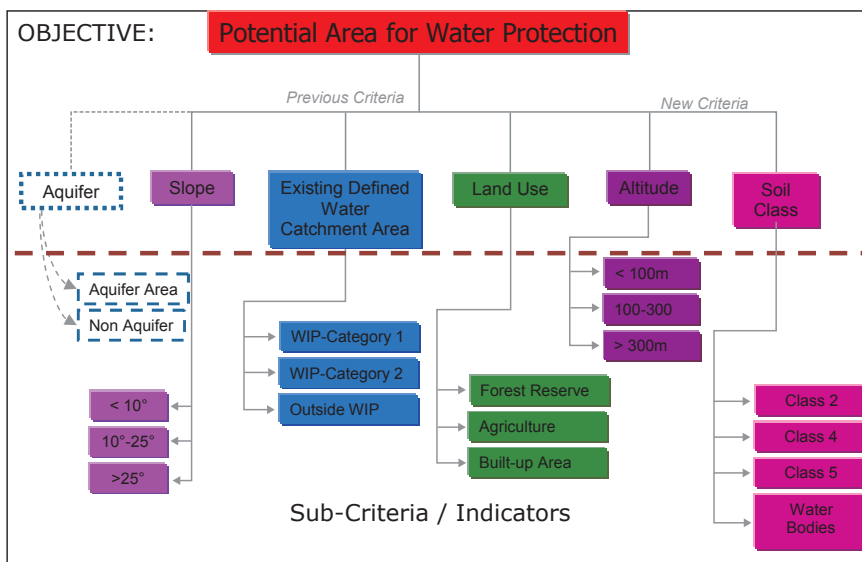 OBJECTIVE:
Potential Area for Water Protection
Previous Criteria
New Criteria
Aquifer
Slope
Existing Defined
Water
Catchment Area
Land Use
Altitude
Soil
Class
Aquifer Area
Non Aquifer
< 10°
10°-25°
>25°
WIP-Category 1
WIP-Category 2
Outside WIP
Forest Reserve
Agriculture
Built-up Area
< 100m
100-300
> 300m
Class 2
Class 4
Class 5
Water
Bodies
Sub-Criteria / Indicators